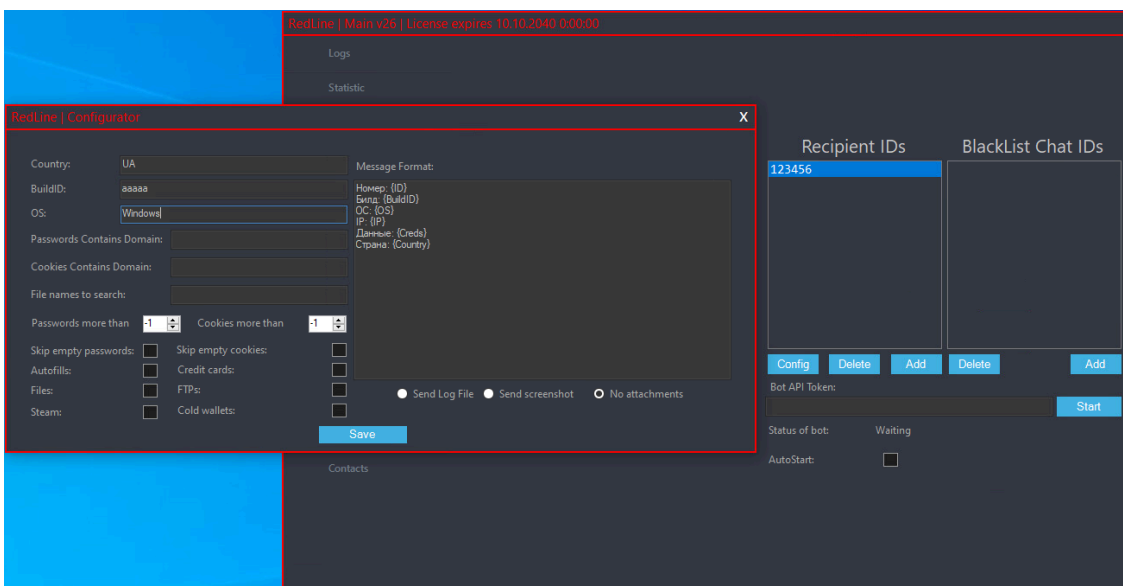 RedLine | Main v26 | License expires 10.10.2040 0:00:00
Logs
Statistic
RedLine | Configurator
X
Country: UA
BuildID: aaaaa
OS: Windows
Passwords Contains Domain:
Cookies Contains Domain:
File names to search:
Passwords more than -1 Cookies more than -1
Skip empty passwords: Skip empty cookies:
Autofills: Credit cards:
Files: FTPs:
Steam: Cold wallets:
Message Format:
Номер: {ID}
Билд: {BuildID}
ОС: {OS}
IP: {IP}
Данные: {Creds}
Страна: {Country}
Send Log File Send screenshot No attachments
Save
Recipient IDs BlackList Chat IDs
123456
Config Delete Add Delete Add
Bot API Token:
Start
Status of bot: Waiting
AutoStart:
Contacts